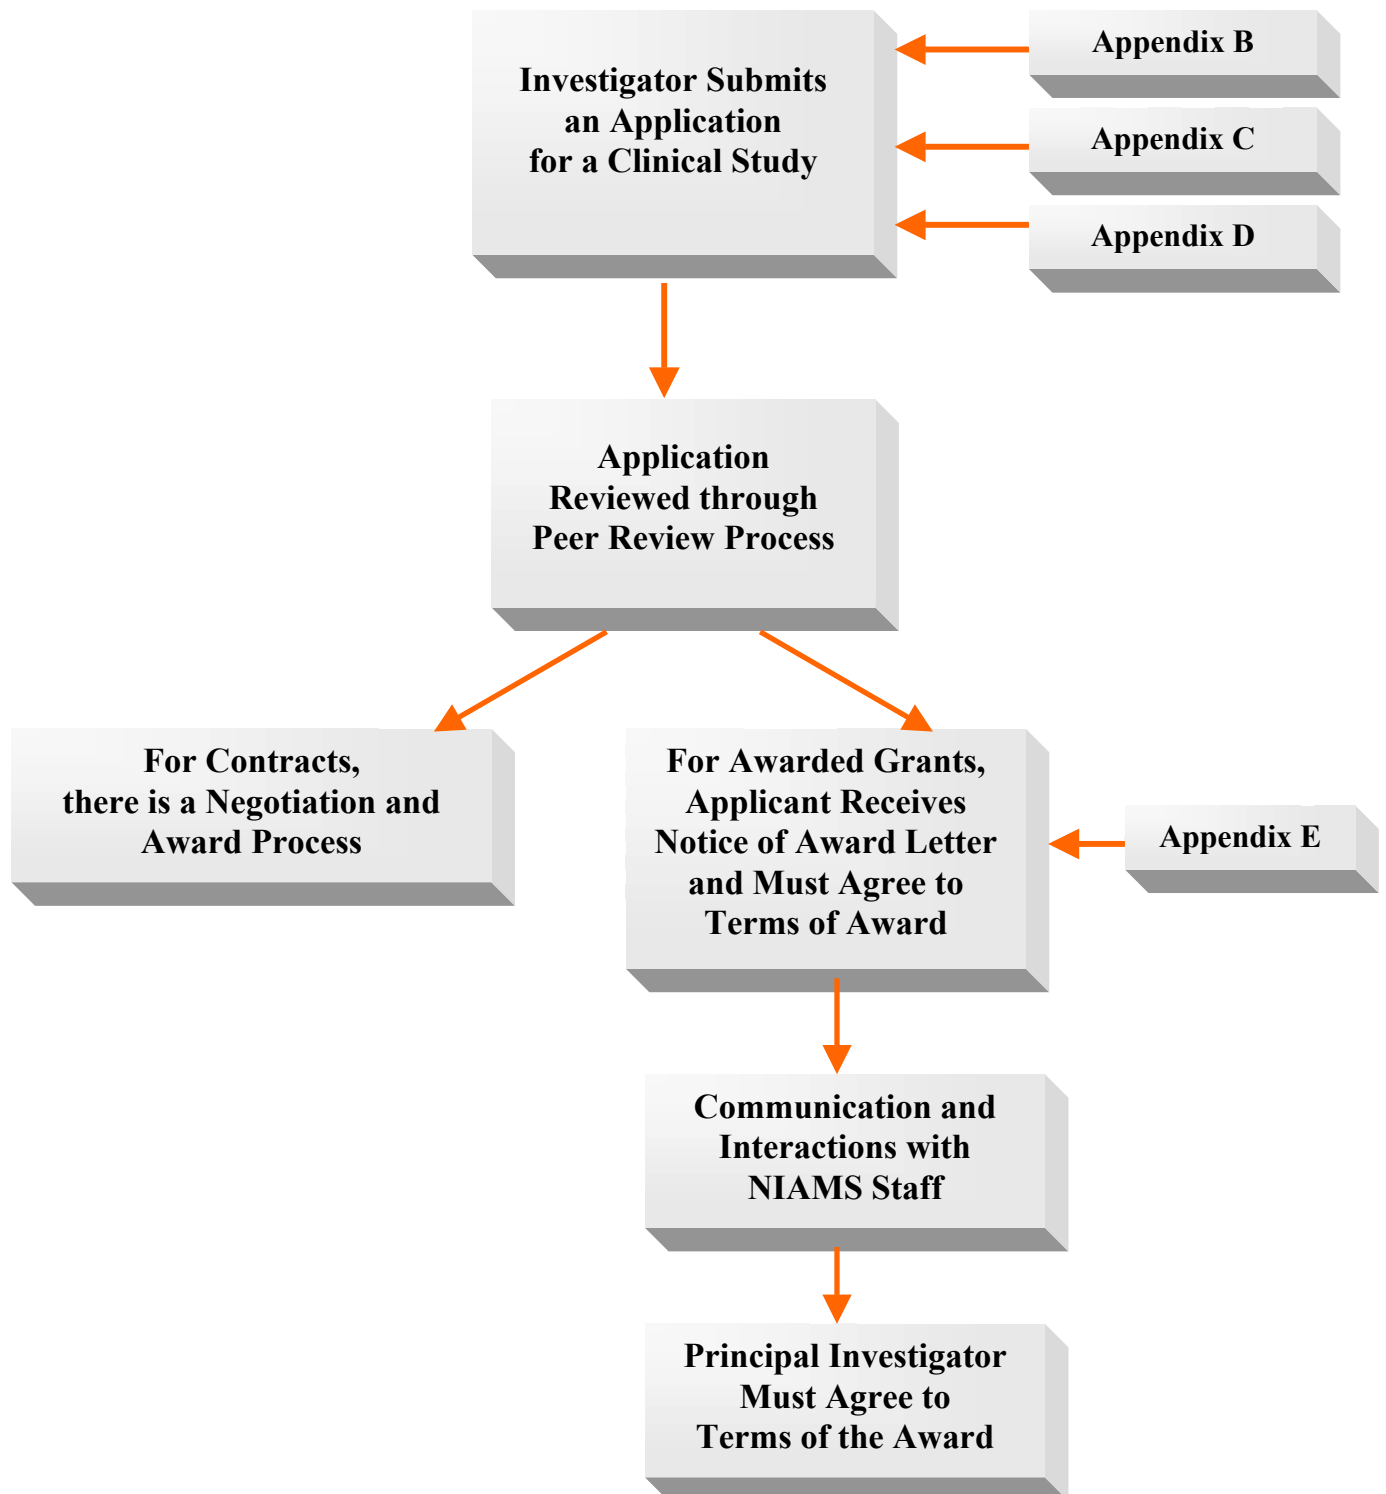 Investigator Submits
an Application
for a Clinical Study
Appendix B
Appendix C
Appendix D
Application
Reviewed through
Peer Review Process
For Contracts,
there is a Negotiation and
Award Process
For Awarded Grants,
Applicant Receives
Notice of Award Letter
and Must Agree to
Terms of Award
Appendix E
Communication and
Interactions with
NIAMS Staff
Principal Investigator
Must Agree to
Terms of the Award